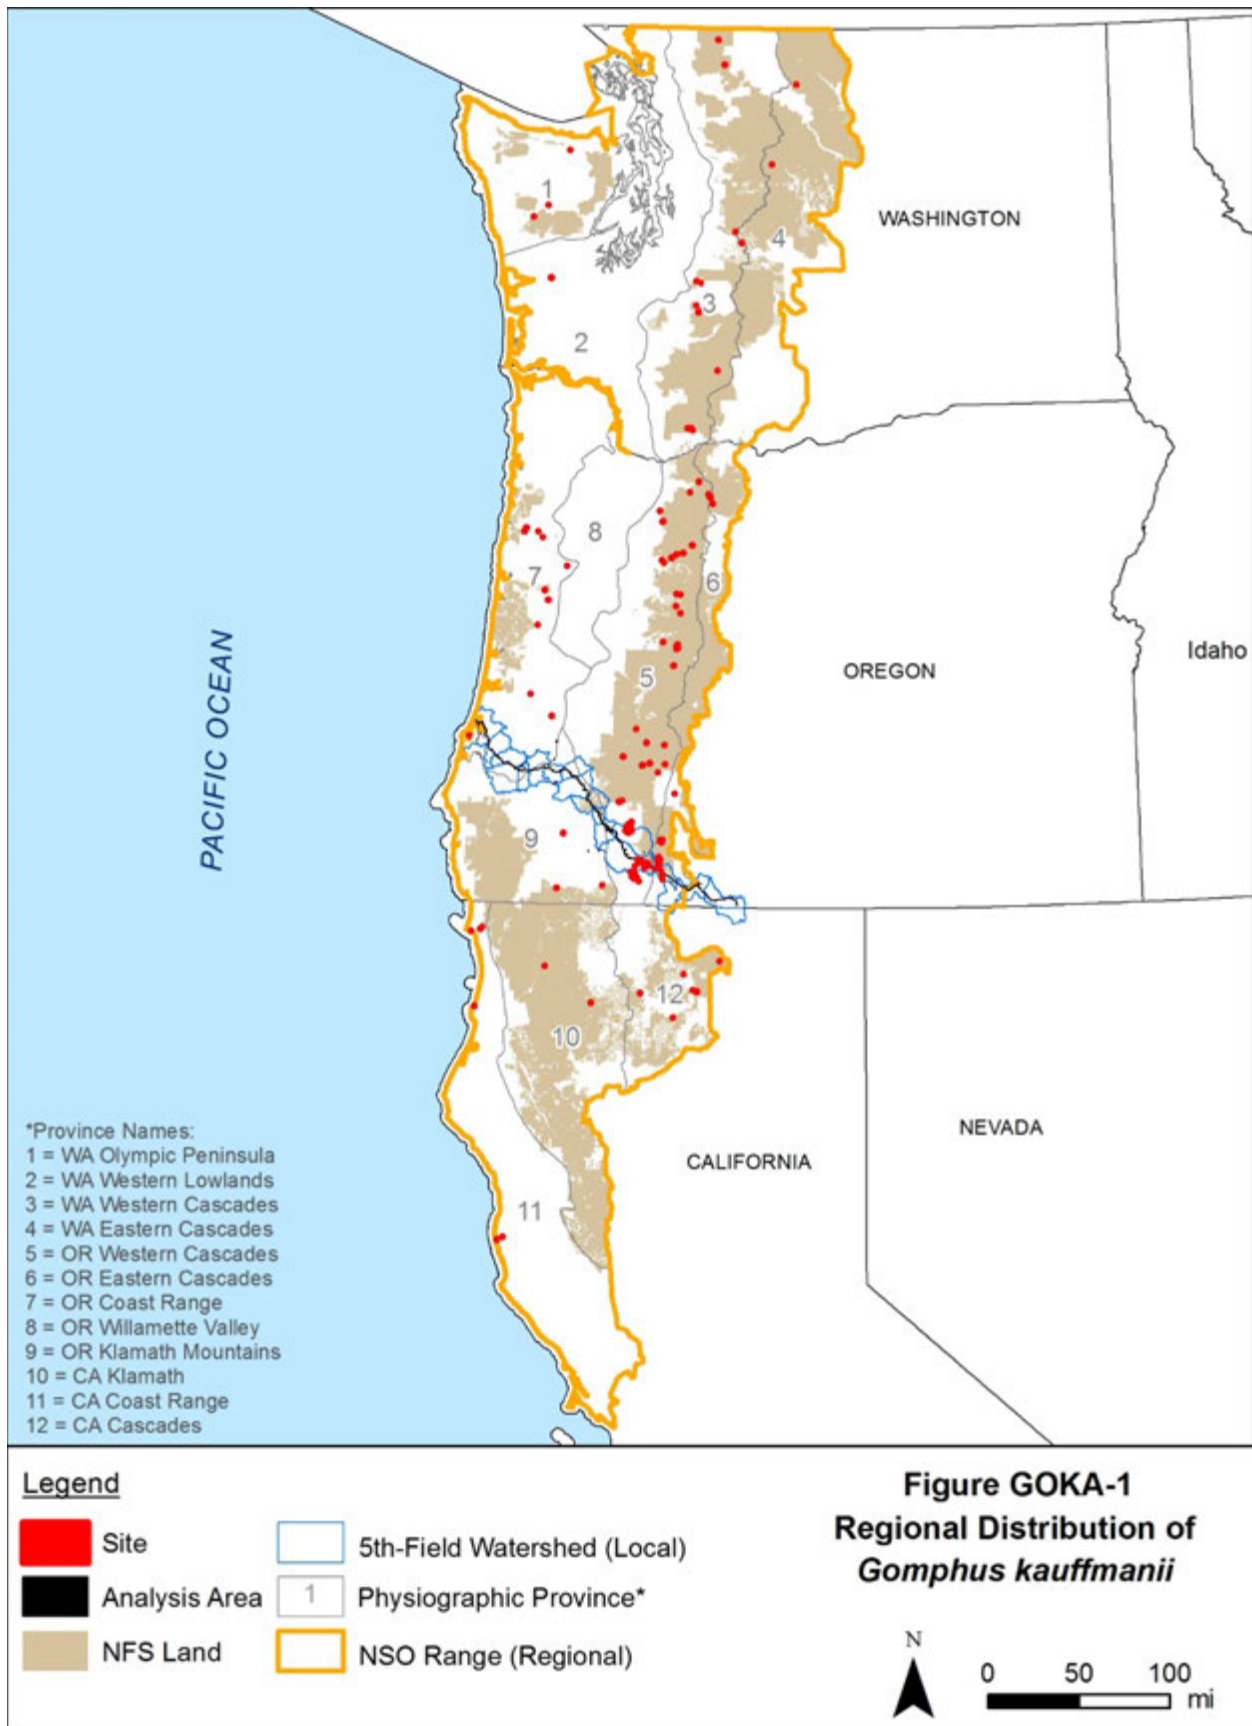 1
WASHINGTON
4
3
2
8
7
6
Idaho
5
OREGON
PACIFIC OCEAN
9
12
10
*Province Names:
1 = WA Olympic Peninsula
2 = WA Western Lowlands
3 = WA Western Cascades
4 = WA Eastern Cascades
5 = OR Western Cascades
6 = OR Eastern Cascades
7 = OR Coast Range
8 = OR Willamette Valley
9 = OR Klamath Mountains
10 = CA Klamath
11 = CA Coast Range
12 = CA Cascades
NEVADA
CALIFORNIA
11
Legend
Site
Analysis Area
NFS Land
5th-Field Watershed (Local)
1
Physiographic Province*
NSO Range (Regional)
Figure GOKA-1
Regional Distribution of
Gomphus kauffmanii
N
0 50 100
mi